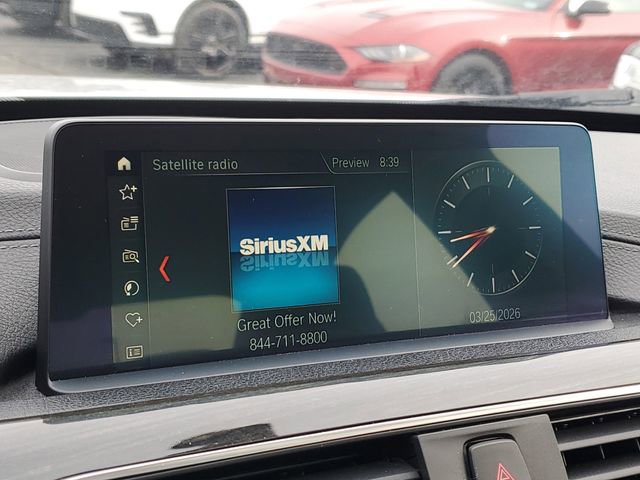 Satellite radio
Preview 8:39
SiriusXM
Great Offer Now!
844-711-8800
03/25/2026